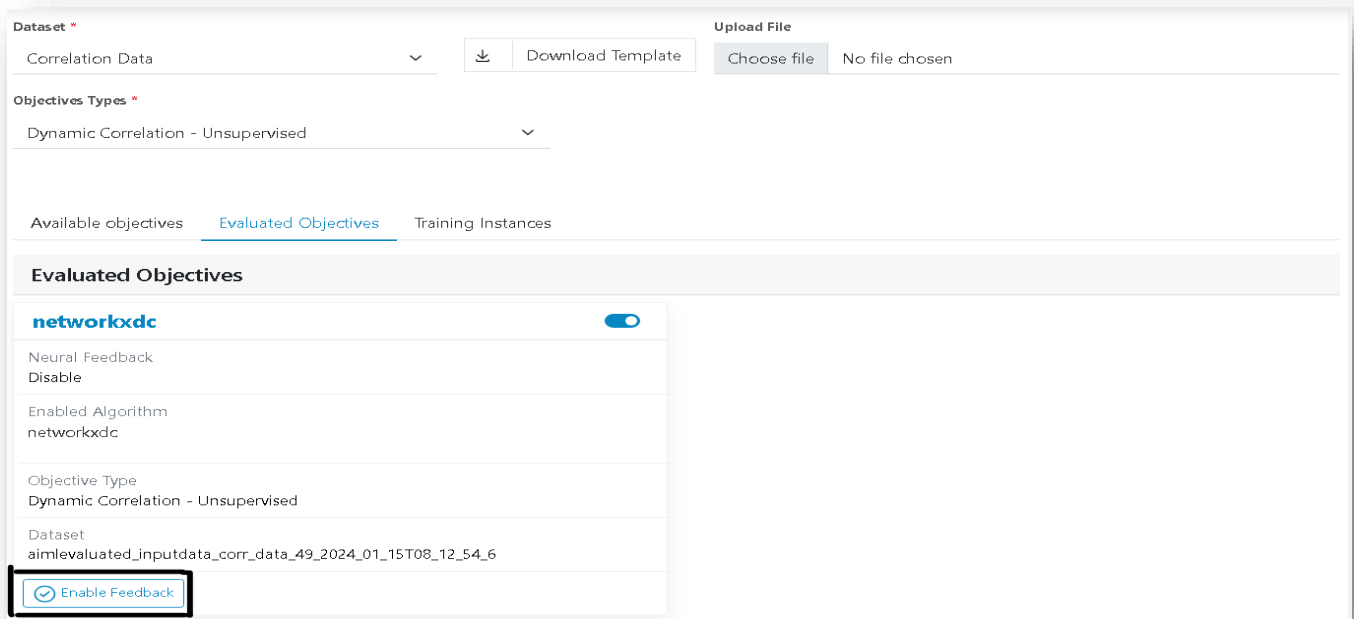 Dataset *
Upload File
Correlation Data
Download Template
Choose file No file chosen
Objectives Types *
Dynamic Correlation - Unsupervised
Available objectives Evaluated Objectives Training Instances
Evaluated Objectives
networkxdc
Neural Feedback
Disable
Enabled Algorithm
networkxdc
Objective Type
Dynamic Correlation - Unsupervised
Dataset
aimlevaluated_inputdata_corr_data_49_2024_01_15T08_12_54_6
Enable Feedback